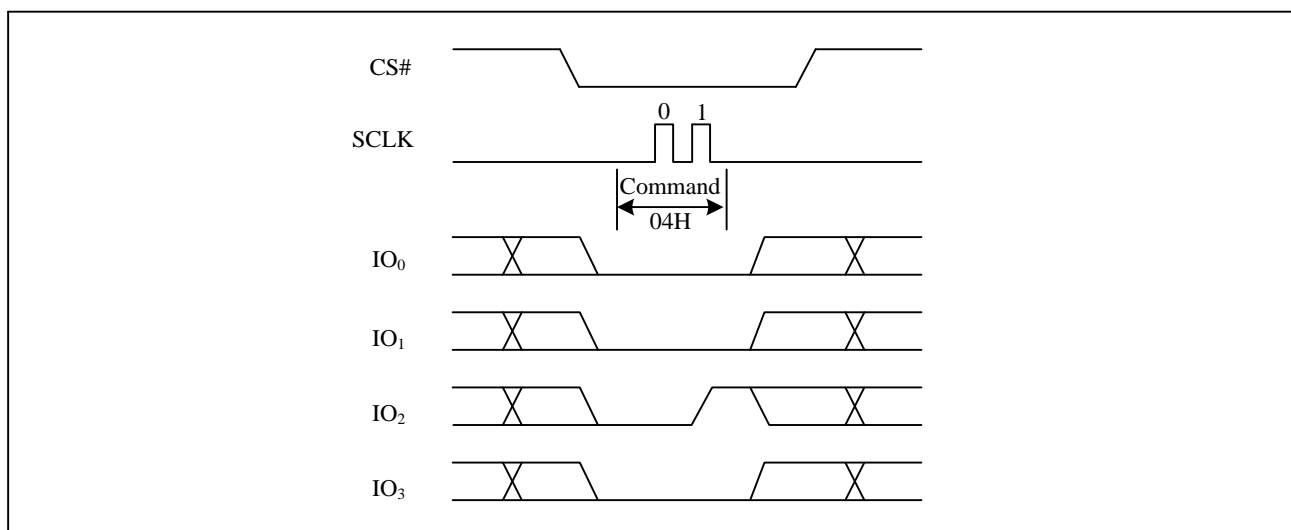 CS#
0 1
SCLK
Command
04H
IO₀
IO₁
IO₂
IO₃